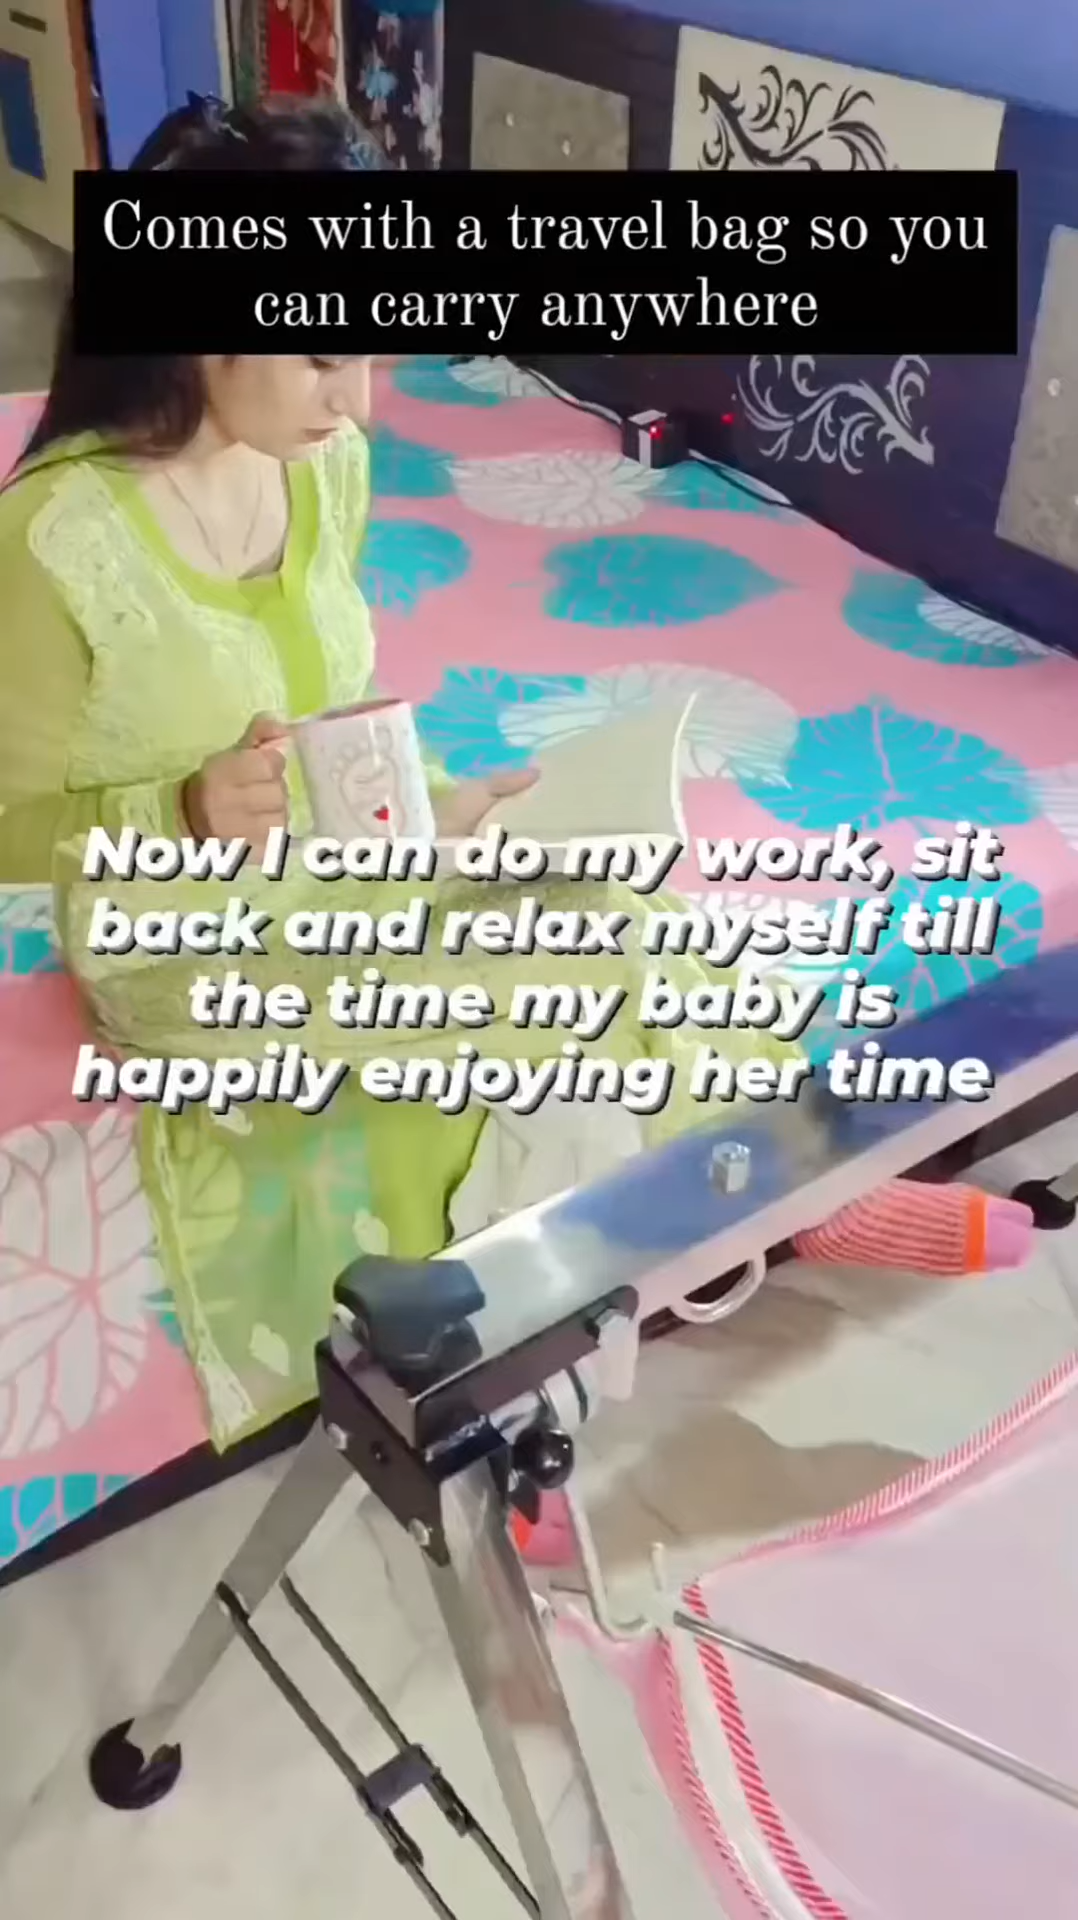 Comes with a travel bag so you
can carry anywhere
Now I can do my work, sit
back and relax myself till
the time my baby is
happily enjoying her time